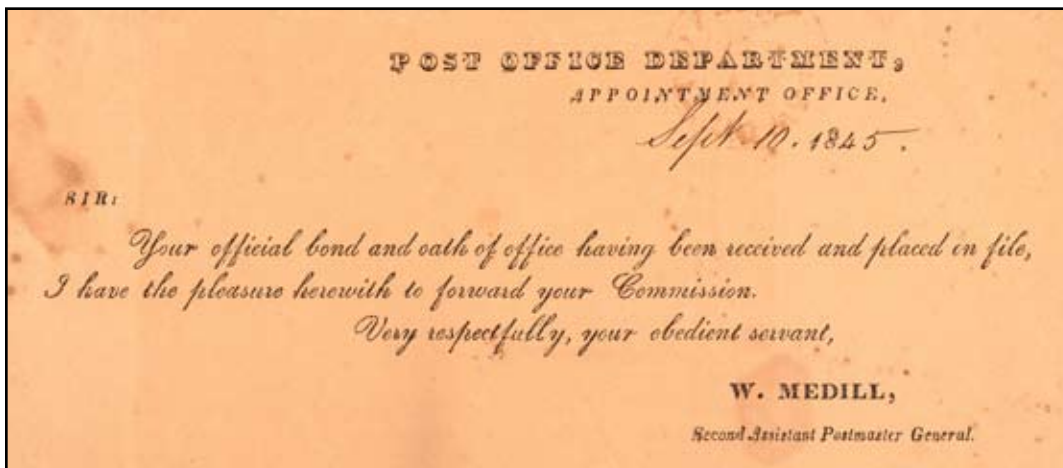 POST OFFICE DEPARTMENT,
APPOINTMENT OFFICE,
Sept. 10. 1845.
SIR:
Your official bond and oath of office having been received and placed on file,
I have the pleasure herewith to forward your Commission.
Very respectfully, your obedient servant,
W. MEDILL,
Second Assistant Postmaster General.